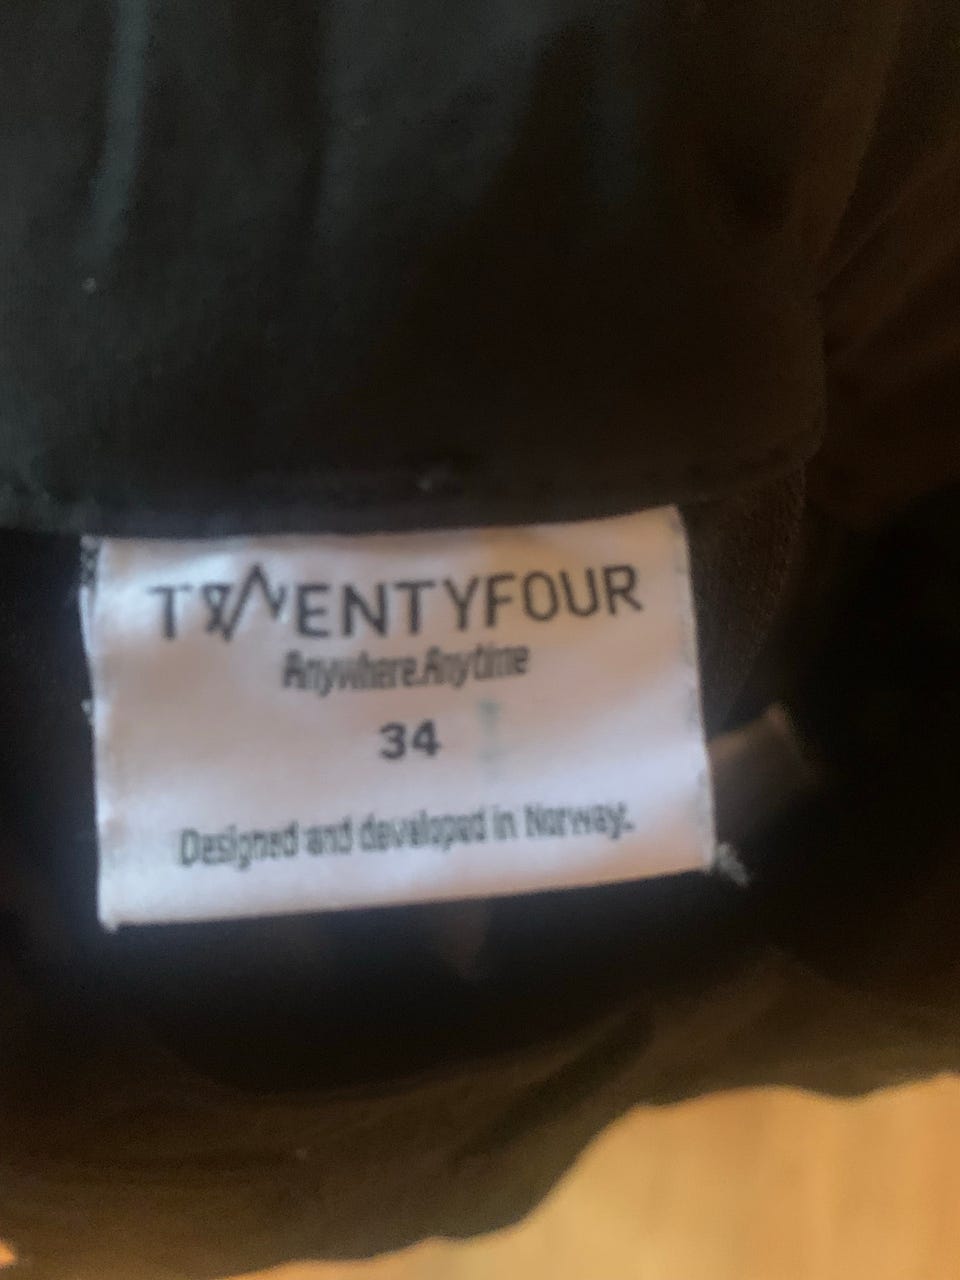 TWENTYFOUR
Anywhere.Anytime
34
Designed and developed in Norway.